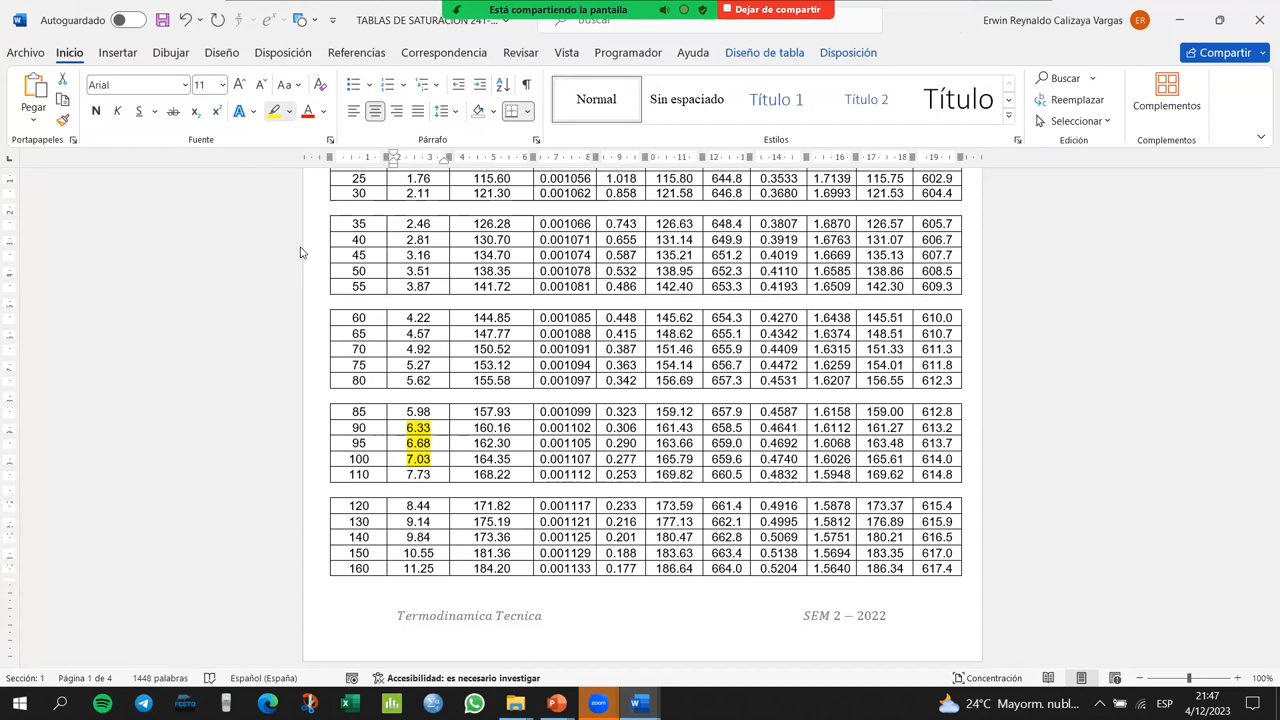 Autoguardado
TABLAS DE SATURACIÓN 241-...
Está compartiendo la pantalla
Dejar de compartir
Buscar
Erwin Reynaldo Calizaya Vargas
ER
Archivo Inicio Insertar Dibujar Diseño Disposición Referencias Correspondencia Revisar Vista Programador Ayuda Diseño de tabla Disposición
Compartir
Pegar
Arial 11
Normal Sin espaciado Título 1 Título 2 Título
Buscar
Reemplazar
Seleccionar
Complementos
Portapapeles Fuente Párrafo Estilos Edición Complementos
25 1.76 115.60 0.001056 1.018 115.80 644.8 0.3533 1.7139 115.75 602.9
30 2.11 121.30 0.001062 0.858 121.58 646.8 0.3680 1.6993 121.53 604.4
35 2.46 126.28 0.001066 0.743 126.63 648.4 0.3807 1.6870 126.57 605.7
40 2.81 130.70 0.001071 0.655 131.14 649.9 0.3919 1.6763 131.07 606.7
45 3.16 134.70 0.001074 0.587 135.21 651.2 0.4019 1.6669 135.13 607.7
50 3.51 138.35 0.001078 0.532 138.95 652.3 0.4110 1.6585 138.86 608.5
55 3.87 141.72 0.001081 0.486 142.40 653.3 0.4193 1.6509 142.30 609.3
60 4.22 144.85 0.001085 0.448 145.62 654.3 0.4270 1.6438 145.51 610.0
65 4.57 147.77 0.001088 0.415 148.62 655.1 0.4342 1.6374 148.51 610.7
70 4.92 150.52 0.001091 0.387 151.46 655.9 0.4409 1.6315 151.33 611.3
75 5.27 153.12 0.001094 0.363 154.14 656.7 0.4472 1.6259 154.01 611.8
80 5.62 155.58 0.001097 0.342 156.69 657.3 0.4531 1.6207 156.55 612.3
85 5.98 157.93 0.001099 0.323 159.12 657.9 0.4587 1.6158 159.00 612.8
90 6.33 160.16 0.001102 0.306 161.43 658.5 0.4641 1.6112 161.27 613.2
95 6.68 162.30 0.001105 0.290 163.66 659.0 0.4692 1.6068 163.48 613.7
100 7.03 164.35 0.001107 0.277 165.79 659.6 0.4740 1.6026 165.61 614.0
110 7.73 168.22 0.001112 0.253 169.82 660.5 0.4832 1.5948 169.62 614.8
120 8.44 171.82 0.001117 0.233 173.59 661.4 0.4916 1.5878 173.37 615.4
130 9.14 175.19 0.001121 0.216 177.13 662.1 0.4995 1.5812 176.89 615.9
140 9.84 173.36 0.001125 0.201 180.47 662.8 0.5069 1.5751 180.21 616.5
150 10.55 181.36 0.001129 0.188 183.63 663.4 0.5138 1.5694 183.35 617.0
160 11.25 184.20 0.001133 0.177 186.64 664.0 0.5204 1.5640 186.34 617.4
Termodinamica Tecnica SEM 2 − 2022
Sección: 1 Página 1 de 4 1448 palabras Español (España) Accesibilidad: es necesario investigar Concentración 100%
24°C Mayorm. nubl... ESP 21:47
4/12/2023